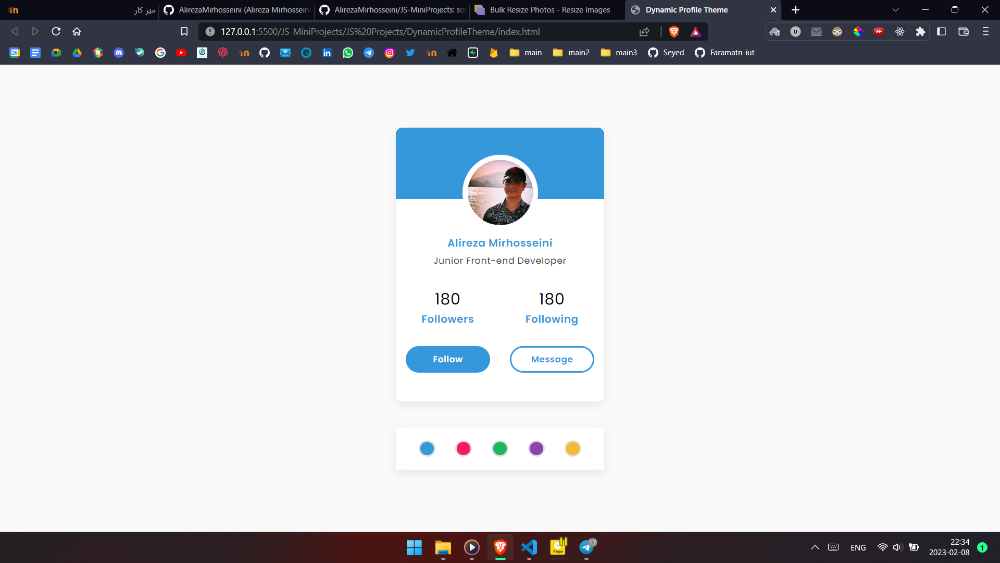 میز کار
AlirezaMirhosseini (Alireza Mirhosseini
AlirezaMirhosseini/JS-MiniProjects: so
Bulk Resize Photos - Resize Images
Dynamic Profile Theme
127.0.0.1:5500/JS-MiniProjects/JS%20Projects/DynamicProfileTheme/index.html
main
main2
main3
Seyed
Faramatn-iut
Alireza Mirhosseini
Junior Front-end Developer
180
180
Followers
Following
Follow
Message
ENG
22:34
2023-02-08
1